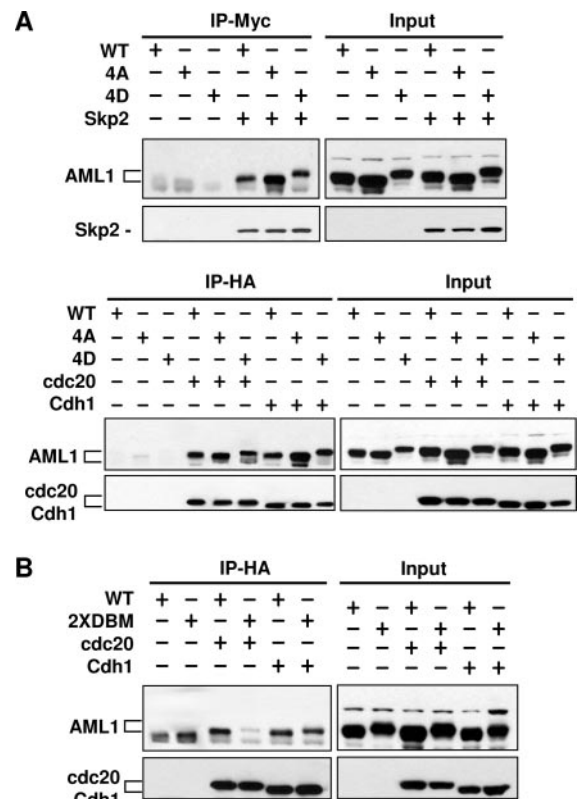 A
IP-Myc Input
WT + − − + − − + − − + − −
4A − + − − + − − + − − + −
4D − − + − − + − − + − − +
Skp2 − − − + + + − − − + + +
AML1
Skp2 -
IP-HA Input
WT + − − + − − + − − + − − + − − + − −
4A − + − − + − − + − − + − − + − − + −
4D − − + − − + − − + − − + − − + − − +
cdc20 − − − + + + − − − − − − + + + − − −
Cdh1 − − − − − − + + + − − − − − − + + +
AML1
cdc20
Cdh1
B
IP-HA Input
WT + − + − + − + − + − + −
2XDBM − + − + − + − + − + − +
cdc20 − − + + − − − − + + − −
Cdh1 − − − − + + − − − − + +
AML1
cdc20
Cdh1